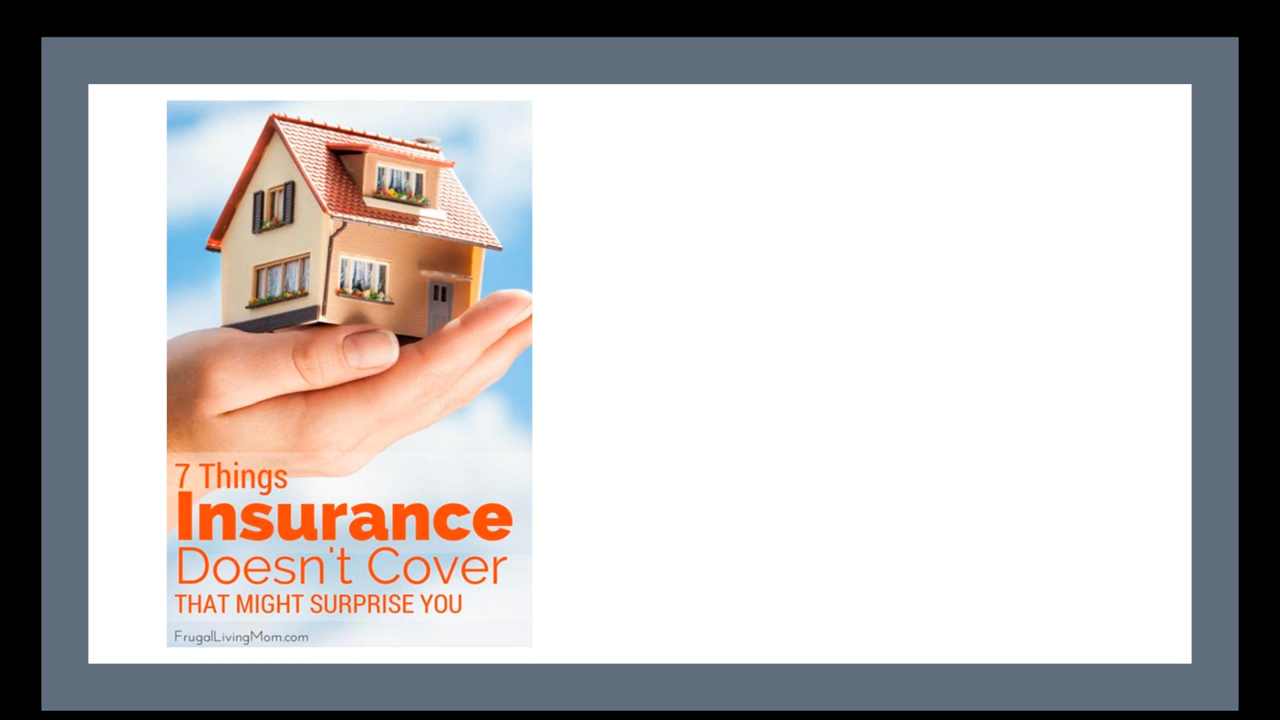 7 Things
Insurance
Doesn't Cover
THAT MIGHT SURPRISE YOU
FrugalLivingMom.com